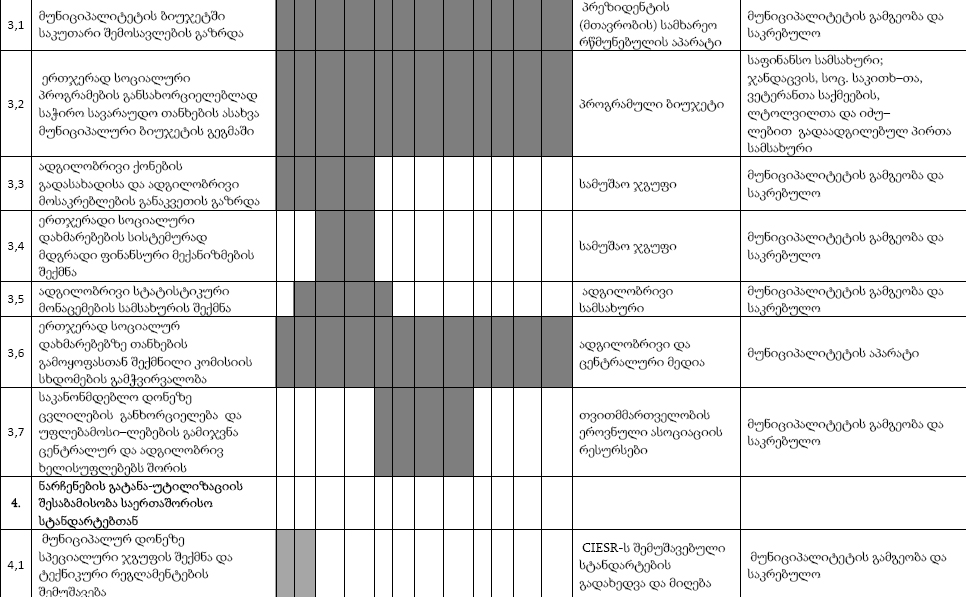 3,1
მუნიციპალიტეტის ბიუჯეტში
საკუთარი შემოსავლების გაზრდა
პრეზიდენტის
(მთავრობის) სამხარეო
რწმუნებულის აპარატი
მუნიციპალიტეტის გამგეობა და
საკრებულო
3,2
ერთჯერად სოციალური
პროგრამების განსახორციელებლად
საჭირო სავარაუდო თანხების ასახვა
მუნიციპალური ბიუჯეტის გეგმაში
პროგრამული ბიუჯეტი
საფინანსო სამსახური;
ჯანდაცვის, სოც. საკითხ–თა,
ვეტერანთა საქმეების,
ლტოლვილთა და იძუ–
ლებით გადაადგილებულ პირთა
სამსახური
3,3
ადგილობრივი ქონების
გადასახადისა და ადგილობრივი
მოსაკრებლების განაკვეთის გაზრდა
სამუშაო ჯგუფი
მუნიციპალიტეტის გამგეობა და
საკრებულო
3,4
ერთჯერადი სოციალური
დახმარებების სისტემურად
მდგრადი ფინანსური მექანიზმების
შექმნა
სამუშაო ჯგუფი
მუნიციპალიტეტის გამგეობა და
საკრებულო
3,5
ადგილობრივი სტატისტიკური
მონაცემების სამსახურის შექმნა
ადგილობრივი
სამსახური
მუნიციპალიტეტის გამგეობა და
საკრებულო
3,6
ერთჯერად სოციალურ
დახმარებებზე თანხების
გამოყოფასთან შექმნილი კომისიის
სხდომების გამჭვირვალობა
ადგილობრივი და
ცენტრალური მედია
მუნიციპალიტეტის აპარატი
3,7
საკანონმდებლო დონეზე
ცვლილების განხორციელება და
უფლებამოსი–ლებების გამიჯვნა
ცენტრალურ და ადგილობრივ
ხელისუფლებებს შორის
თვითმმართველობის
ეროვნული ასოციაციის
რესურსები
მუნიციპალიტეტის გამგეობა და
საკრებულო
4.
ნარჩენების გატანა-უტილიზაციის
შესაბამისობა საერთაშორისო
სტანდარტებთან
4,1
მუნიციპალურ დონეზე
სპეციალური ჯგუფის შექმნა და
ტექნიკური რეგლამენტების
შემუშავება
CIESR-ს შემუშავებული
სტანდარტების
გადახედვა და მიღება
მუნიციპალიტეტის გამგეობა და
საკრებულო